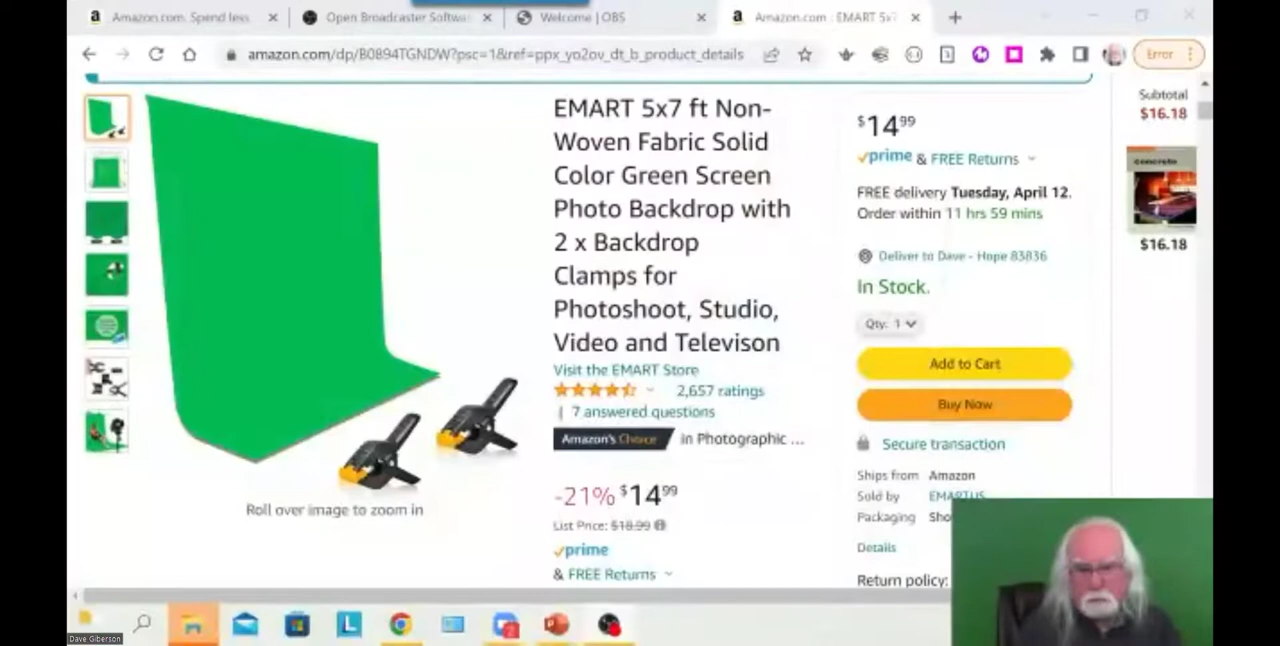 Amazon.com. Spend less
Open Broadcaster Softwa
Welcome | OBS
Amazon.com : EMART 5x7
amazon.com/dp/B0894TGNDW?psc=1&ref=ppx_yo2ov_dt_b_product_details
Error
EMART 5x7 ft Non-
Woven Fabric Solid
Color Green Screen
Photo Backdrop with
2 x Backdrop
Clamps for
Photoshoot, Studio,
Video and Televison
Visit the EMART Store
2,657 ratings
| 7 answered questions
Amazon's Choice in Photographic ...
-21% $14 99
List Price: $18.99
prime
& FREE Returns
Roll over image to zoom in
$14 99
prime & FREE Returns
FREE delivery Tuesday, April 12.
Order within 11 hrs 59 mins
Deliver to Dave - Hope 83836
In Stock.
Qty: 1
Add to Cart
Buy Now
Secure transaction
Ships from Amazon
Sold by EMARTUS
Packaging Sho
Details
Return policy:
Subtotal
$16.18
concrete
$16.18
Dave Giberson